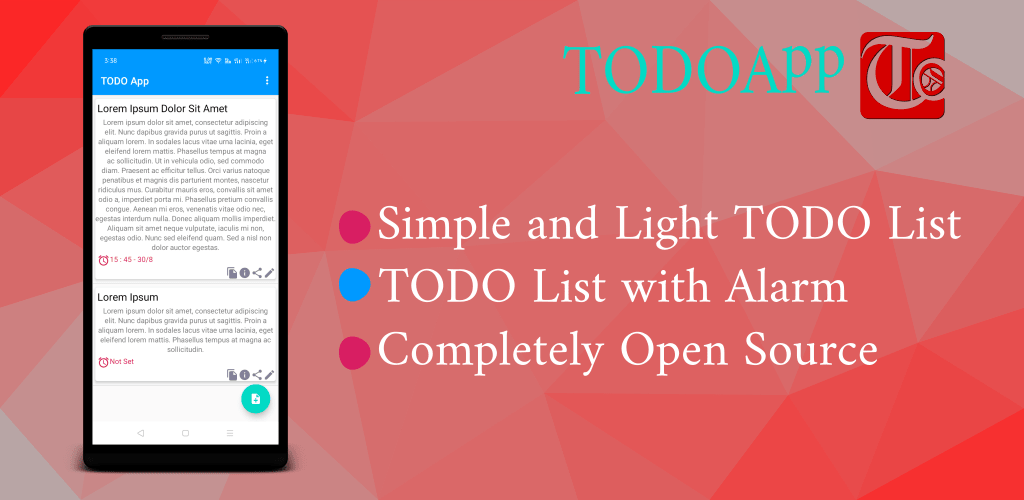 3:38
TODO App
Lorem Ipsum Dolor Sit Amet
Lorem ipsum dolor sit amet, consectetur adipiscing
elit. Nunc dapibus gravida purus ut sagittis. Proin a
aliquam lorem. In sodales lacus vitae urna lacinia, eget
eleifend lorem mattis. Phasellus tempus at magna
ac sollicitudin. Ut in vehicula odio, sed commodo
diam. Praesent ac efficitur tellus. Orci varius natoque
penatibus et magnis dis parturient montes, nascetur
ridiculus mus. Curabitur mauris eros, convallis sit amet
odio a, imperdiet porta mi. Phasellus pretium convallis
congue. Aenean mi eros, venenatis vitae odio nec,
egestas interdum nulla. Donec aliquam mollis imperdiet.
Aliquam sit amet neque vulputate, iaculis mi non,
egestas odio. Nunc sed eleifend quam. Sed a nisl non
dolor auctor egestas.
15 : 45 - 30/8
Lorem Ipsum
Lorem ipsum dolor sit amet, consectetur adipiscing
elit. Nunc dapibus gravida purus ut sagittis. Proin a
aliquam lorem. In sodales lacus vitae urna lacinia, eget
eleifend lorem mattis. Phasellus tempus at magna ac
sollicitudin.
Not Set
TODOApp
To
Simple and Light TODO List
TODO List with Alarm
Completely Open Source